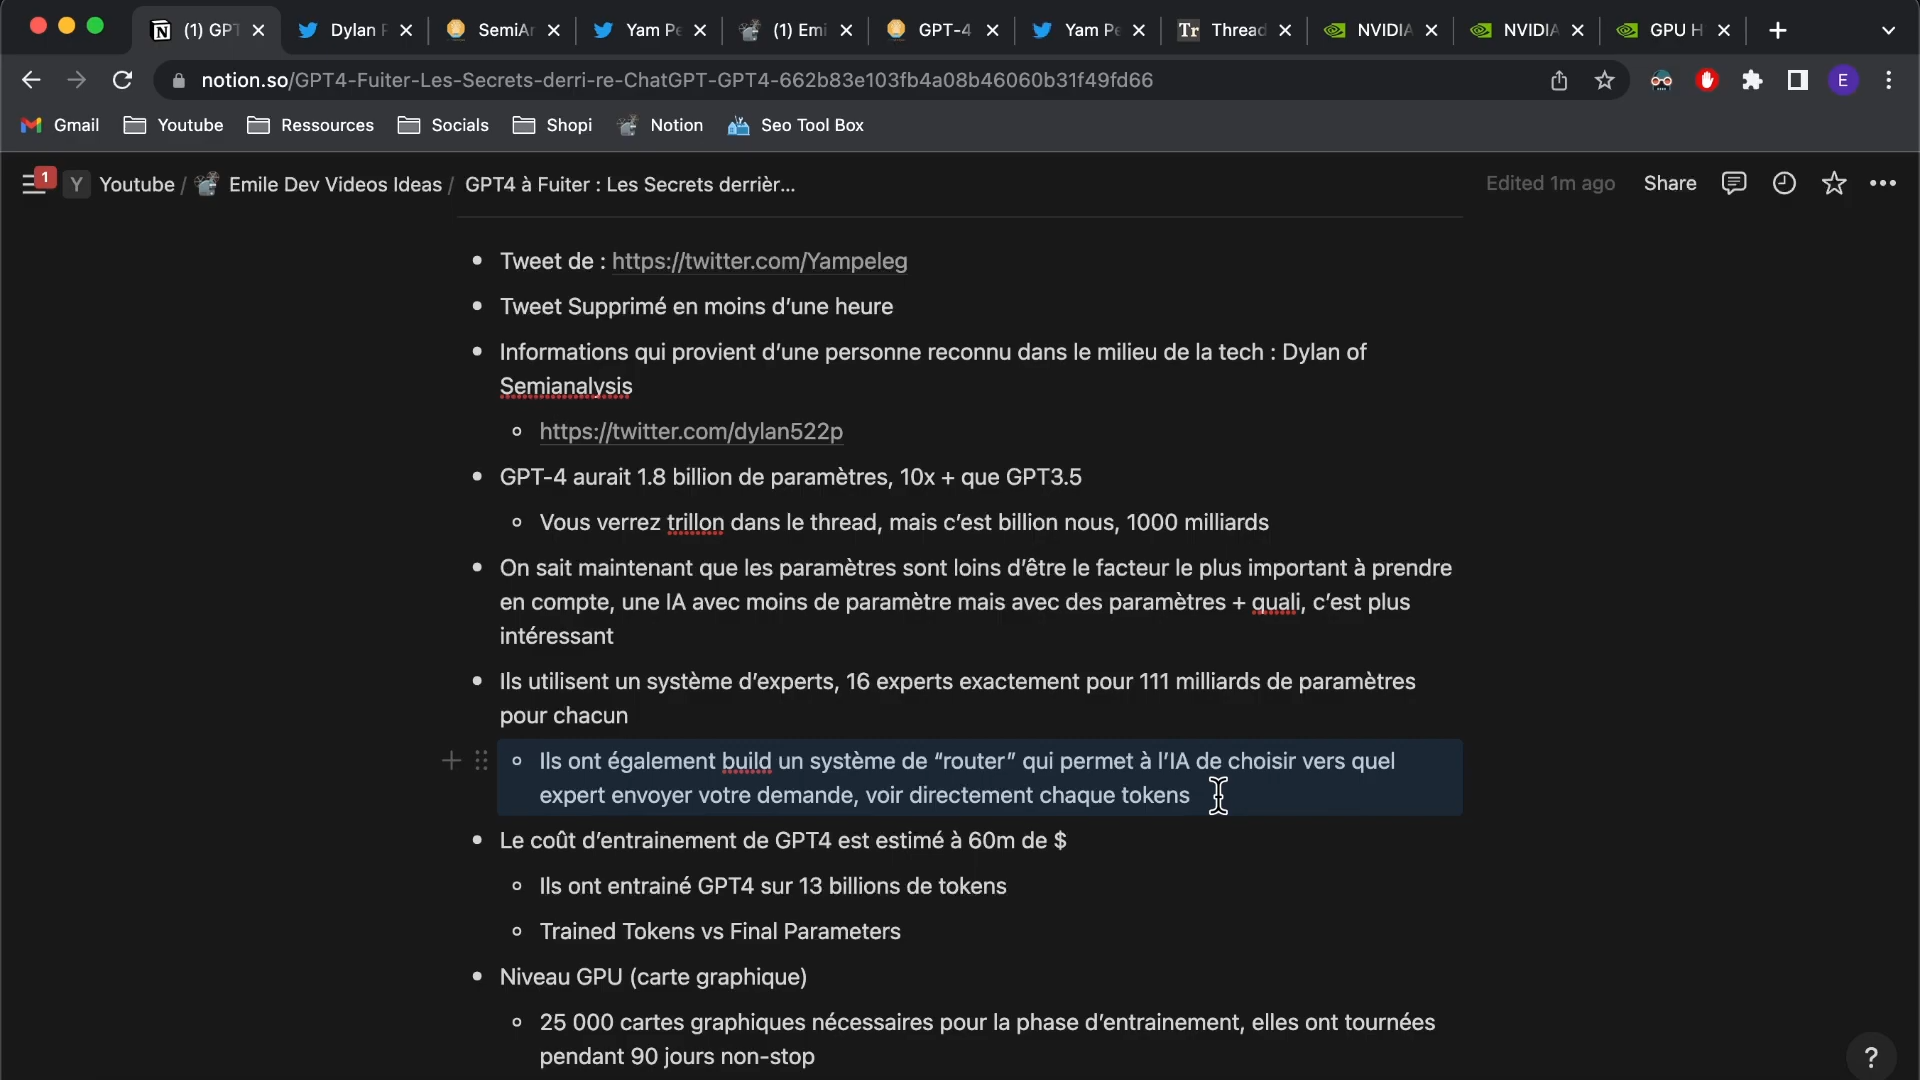 (1) GPT
Dylan P
SemiAn
Yam Pe
(1) Emi
GPT-4
Yam Pe
Tr Thread
NVIDIA
NVIDIA
GPU H
notion.so/GPT4-Fuiter-Les-Secrets-derri-re-ChatGPT-GPT4-662b83e103fb4a08b46060b31f49fd66
E
Gmail Youtube Ressources Socials Shopi Notion Seo Tool Box
1 Y Youtube / Emile Dev Videos Ideas / GPT4 à Fuiter : Les Secrets derrièr...
Edited 1m ago Share
Tweet de : https://twitter.com/Yampeleg
Tweet Supprimé en moins d’une heure
Informations qui provient d’une personne reconnu dans le milieu de la tech : Dylan of
Semianalysis
https://twitter.com/dylan522p
GPT-4 aurait 1.8 billion de paramètres, 10x + que GPT3.5
Vous verrez trillon dans le thread, mais c’est billion nous, 1000 milliards
On sait maintenant que les paramètres sont loins d’être le facteur le plus important à prendre
en compte, une IA avec moins de paramètre mais avec des paramètres + quali, c’est plus
intéressant
Ils utilisent un système d’experts, 16 experts exactement pour 111 milliards de paramètres
pour chacun
Ils ont également build un système de “router” qui permet à l’IA de choisir vers quel
expert envoyer votre demande, voir directement chaque tokens
Le coût d’entrainement de GPT4 est estimé à 60m de $
Ils ont entrainé GPT4 sur 13 billions de tokens
Trained Tokens vs Final Parameters
Niveau GPU (carte graphique)
25 000 cartes graphiques nécessaires pour la phase d’entrainement, elles ont tournées
pendant 90 jours non-stop
?